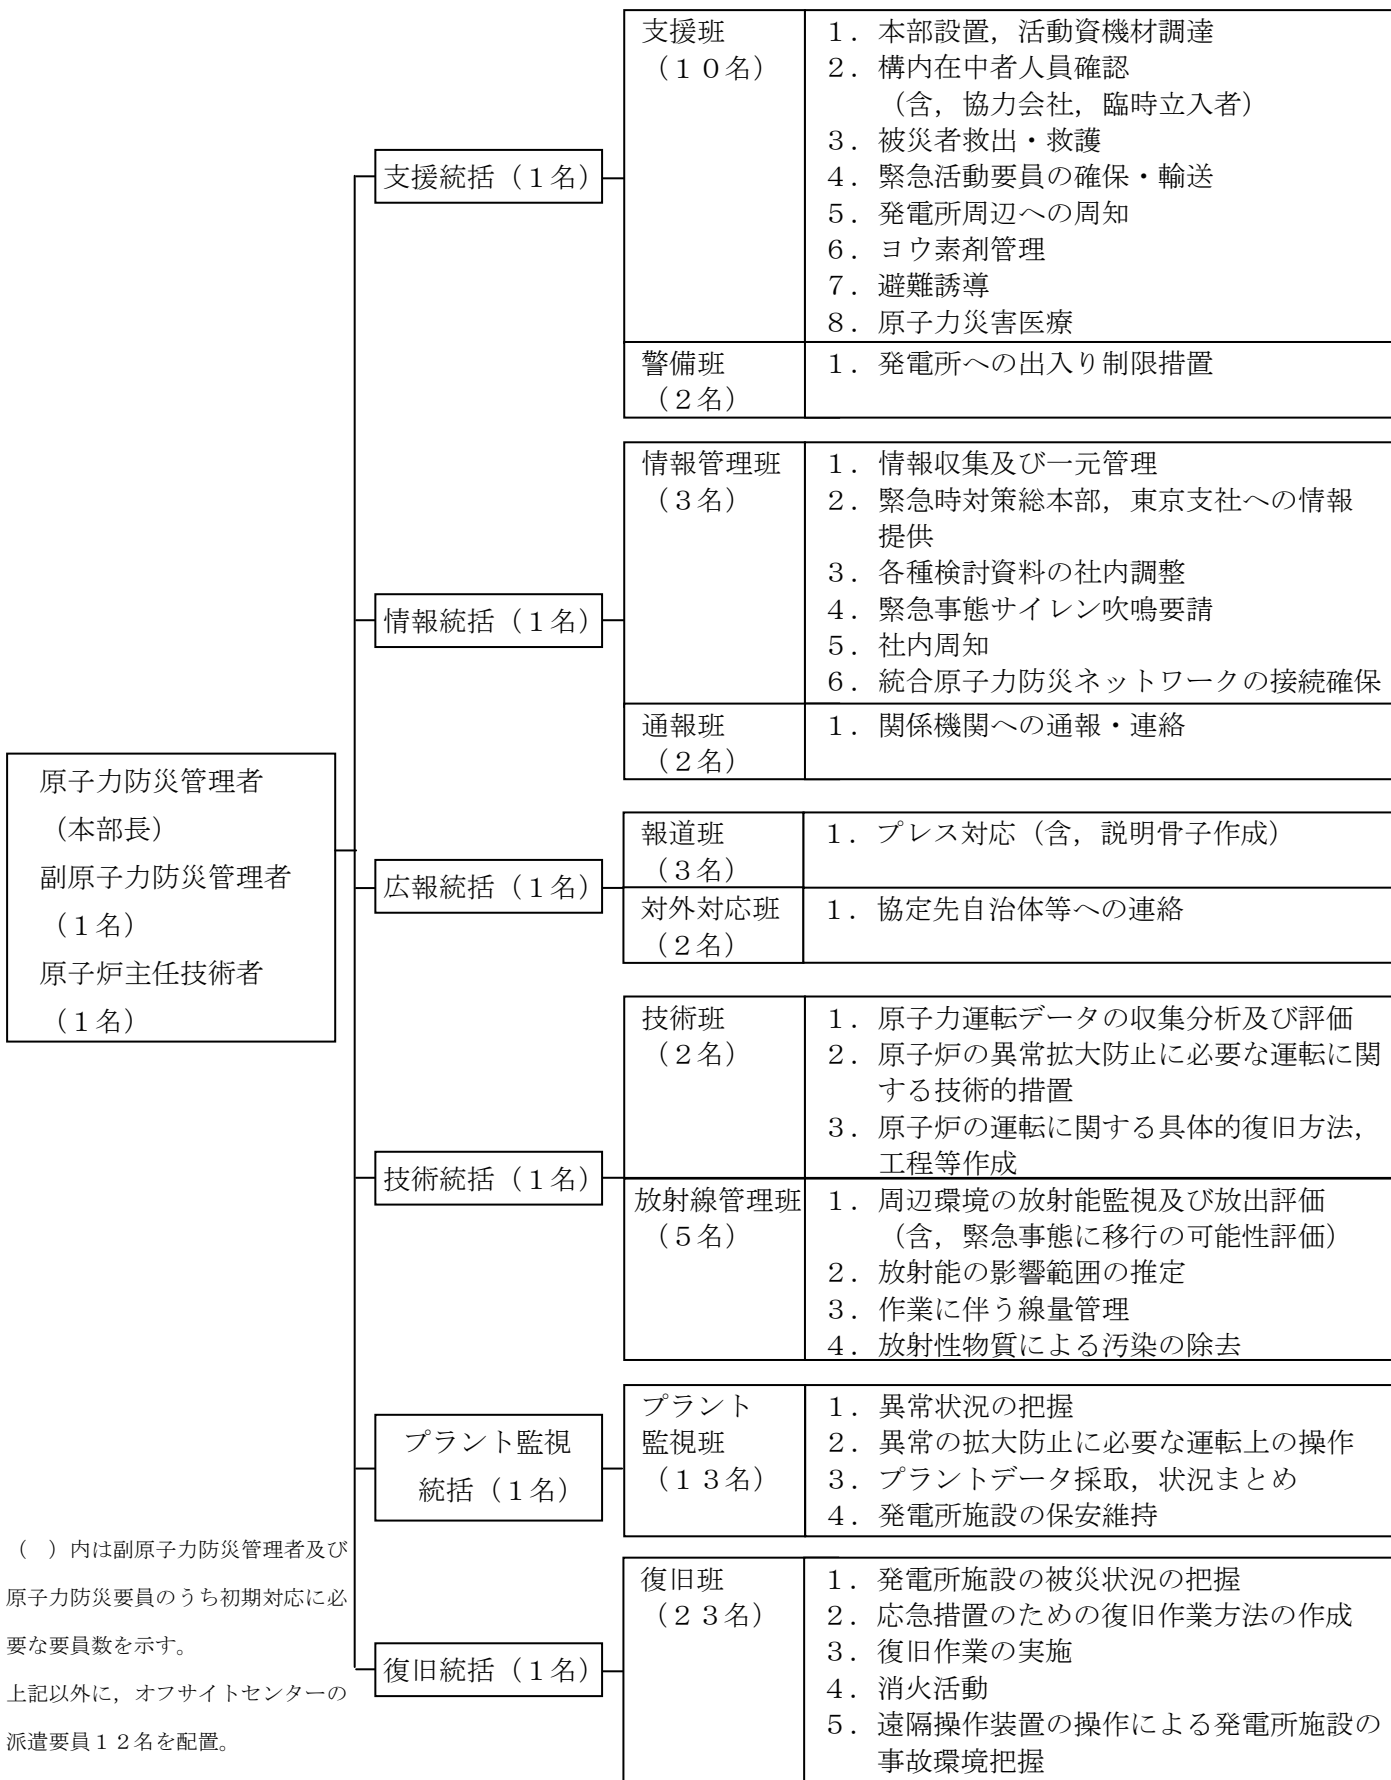 支援班
（１０名）
１．本部設置，活動資機材調達
２．構内在中者人員確認
（含，協力会社，臨時立入者）
３．被災者救出・救護
４．緊急活動要員の確保・輸送
５．発電所周辺への周知
６．ヨウ素剤管理
７．避難誘導
８．原子力災害医療
支援統括（１名）
警備班
（２名）
１．発電所への出入り制限措置
情報管理班
（３名）
１．情報収集及び一元管理
２．緊急時対策総本部，東京支社への情報
提供
３．各種検討資料の社内調整
４．緊急事態サイレン吹鳴要請
５．社内周知
６．統合原子力防災ネットワークの接続確保
情報統括（１名）
通報班
（２名）
１．関係機関への通報・連絡
原子力防災管理者
（本部長）
副原子力防災管理者
（１名）
原子炉主任技術者
（１名）
報道班
（３名）
１．プレス対応（含，説明骨子作成）
広報統括（１名）
対外対応班
（２名）
１．協定先自治体等への連絡
技術班
（２名）
１．原子力運転データの収集分析及び評価
２．原子炉の異常拡大防止に必要な運転に関
する技術的措置
３．原子炉の運転に関する具体的復旧方法，
工程等作成
技術統括（１名）
放射線管理班
（５名）
１．周辺環境の放射能監視及び放出評価
（含，緊急事態に移行の可能性評価）
２．放射能の影響範囲の推定
３．作業に伴う線量管理
４．放射性物質による汚染の除去
プラント監視
統括（１名）
プラント
監視班
（１３名）
１．異常状況の把握
２．異常の拡大防止に必要な運転上の操作
３．プラントデータ採取，状況まとめ
４．発電所施設の保安維持
復旧統括（１名）
復旧班
（２３名）
１．発電所施設の被災状況の把握
２．応急措置のための復旧作業方法の作成
３．復旧作業の実施
４．消火活動
５．遠隔操作装置の操作による発電所施設の
事故環境把握
（　）内は副原子力防災管理者及び
原子力防災要員のうち初期対応に必
要な要員数を示す。
上記以外に，オフサイトセンターの
派遣要員１２名を配置。